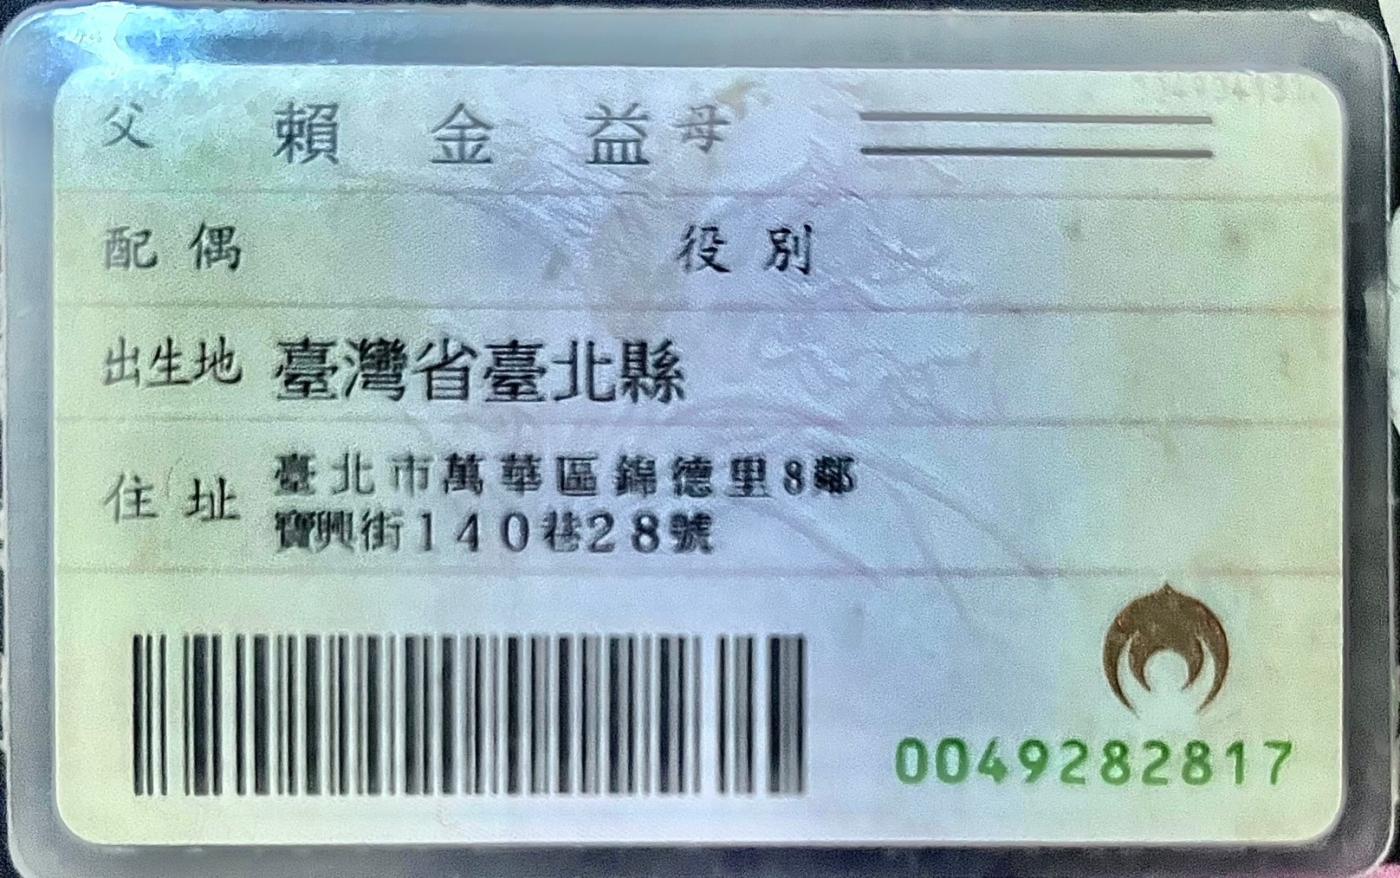 父 賴金益 母
配偶 役別
出生地 臺灣省臺北縣
住址 臺北市萬華區錦德里8鄰
寶興街140巷28號
0049282817